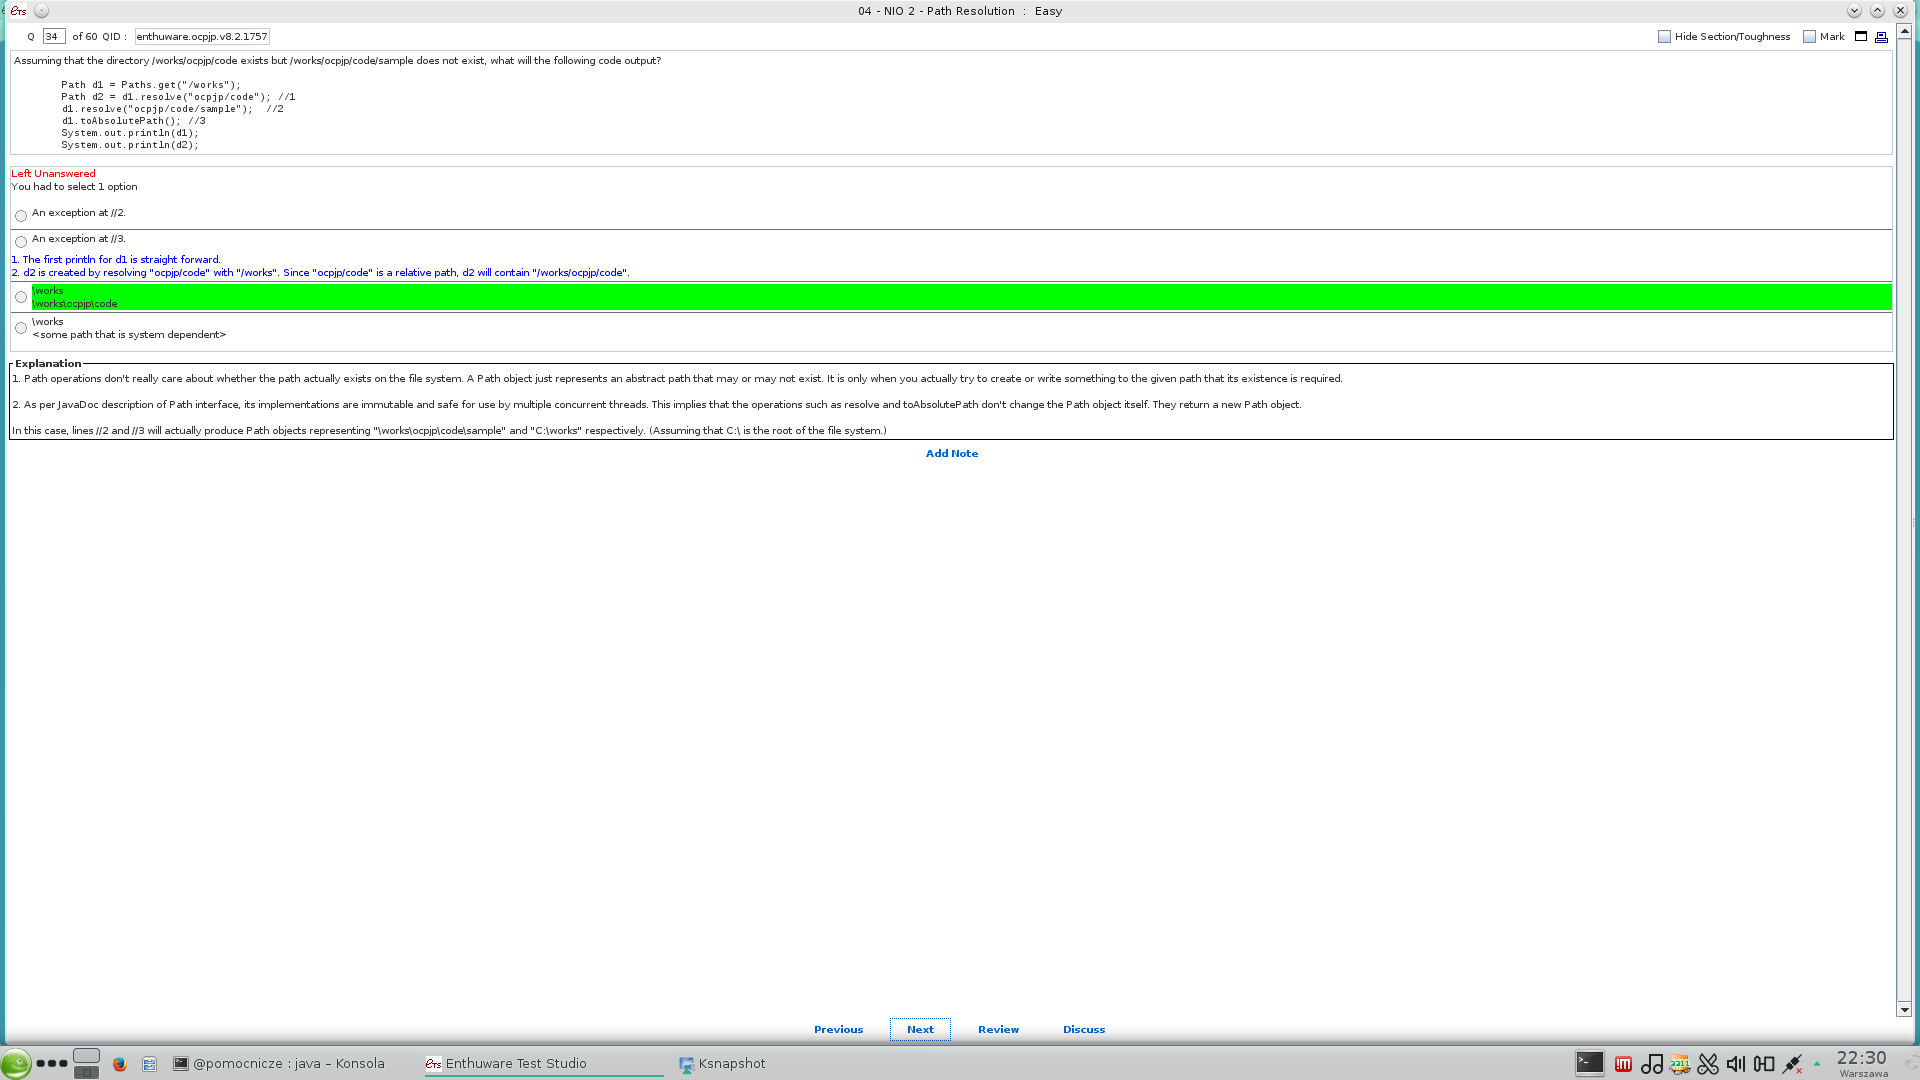 ETS
04 - NIO 2 - Path Resolution : Easy
Q 34 of 60 QID : enthuware.ocpjp.v8.2.1757
Hide Section/Toughness Mark
Assuming that the directory /works/ocpjp/code exists but /works/ocpjp/code/sample does not exist, what will the following code output?
Path d1 = Paths.get("/works");
Path d2 = d1.resolve("ocpjp/code"); //1
d1.resolve("ocpjp/code/sample"); //2
d1.toAbsolutePath(); //3
System.out.println(d1);
System.out.println(d2);
Left Unanswered
You had to select 1 option
An exception at //2.
An exception at //3.
1. The first println for d1 is straight forward.
2. d2 is created by resolving "ocpjp/code" with "/works". Since "ocpjp/code" is a relative path, d2 will contain "/works/ocpjp/code".
\works
\works\ocpjp\code
\works
<some path that is system dependent>
Explanation
1. Path operations don't really care about whether the path actually exists on the file system. A Path object just represents an abstract path that may or may not exist. It is only when you actually try to create or write something to the given path that its existence is required.
2. As per JavaDoc description of Path interface, its implementations are immutable and safe for use by multiple concurrent threads. This implies that the operations such as resolve and toAbsolutePath don't change the Path object itself. They return a new Path object.
In this case, lines //2 and //3 will actually produce Path objects representing "\works\ocpjp\code\sample" and "C:\works" respectively. (Assuming that C:\ is the root of the file system.)
Add Note
Previous Next Review Discuss
@pomocnicze : java – Konsola ETS Enthuware Test Studio Ksnapshot
22:30
Warszawa